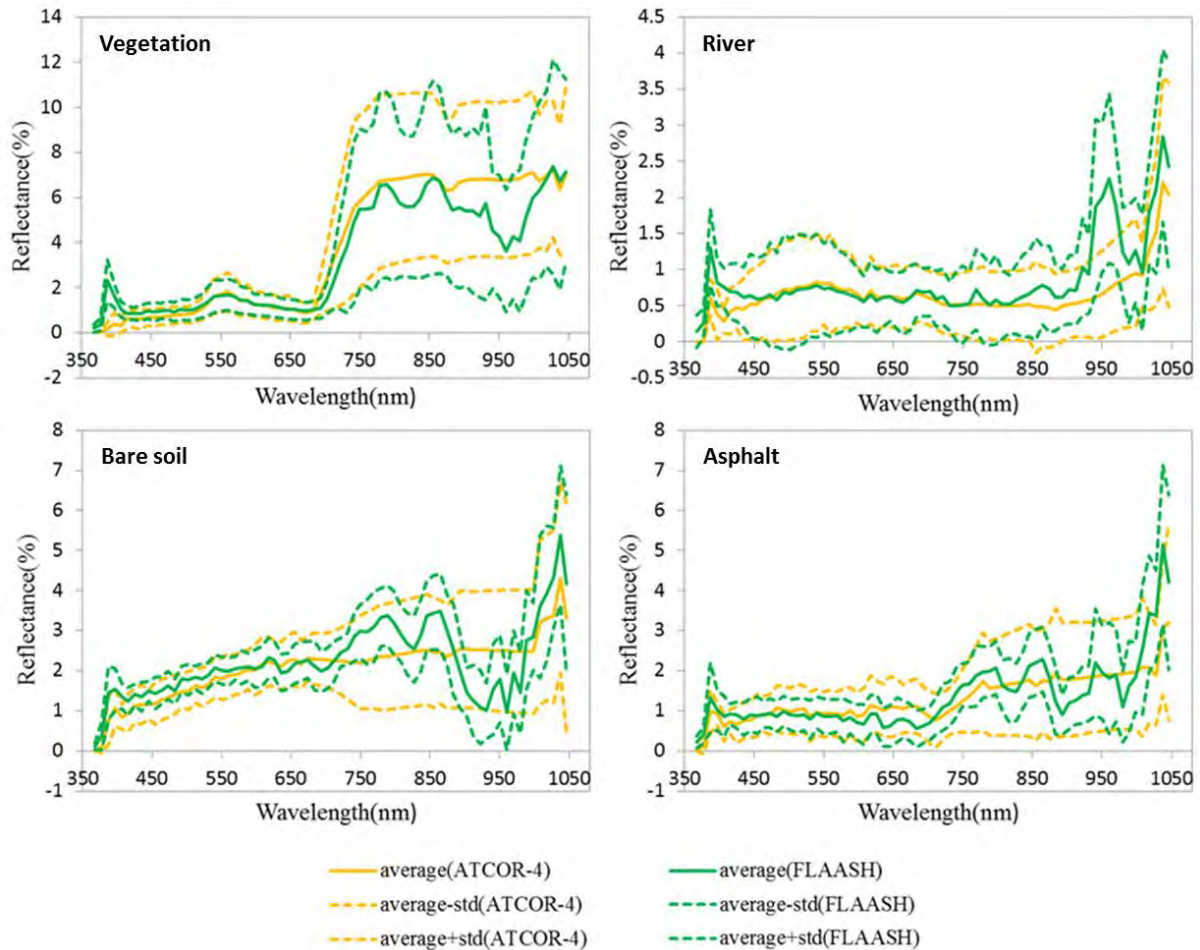 Vegetation
14
12
10
8
6
4
2
0
-2
350 450 550 650 750 850 950 1050
Reflectance(%)
Wavelength(nm)
River
4.5
4
3.5
3
2.5
2
1.5
1
0.5
0
-0.5
350 450 550 650 750 850 950 1050
Reflectance(%)
Wavelength(nm)
Bare soil
8
7
6
5
4
3
2
1
0
-1
350 450 550 650 750 850 950 1050
Reflectance(%)
Wavelength(nm)
Asphalt
8
7
6
5
4
3
2
1
0
-1
350 450 550 650 750 850 950 1050
Reflectance(%)
Wavelength(nm)
average(ATCOR-4) average(FLAASH)
average-std(ATCOR-4) average-std(FLAASH)
average+std(ATCOR-4) average+std(FLAASH)